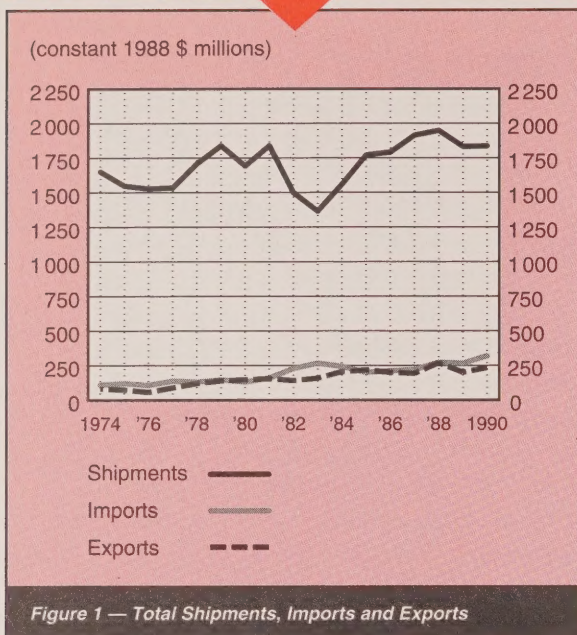 (constant 1988 $ millions)
2 250 2 250
2 000 2 000
1 750 1 750
1 500 1 500
1 250 1 250
1 000 1 000
750 750
500 500
250 250
0 0
1974 '76 '78 '80 '82 '84 '86 '88 1990
Shipments
Imports
Exports
Figure 1 — Total Shipments, Imports and Exports